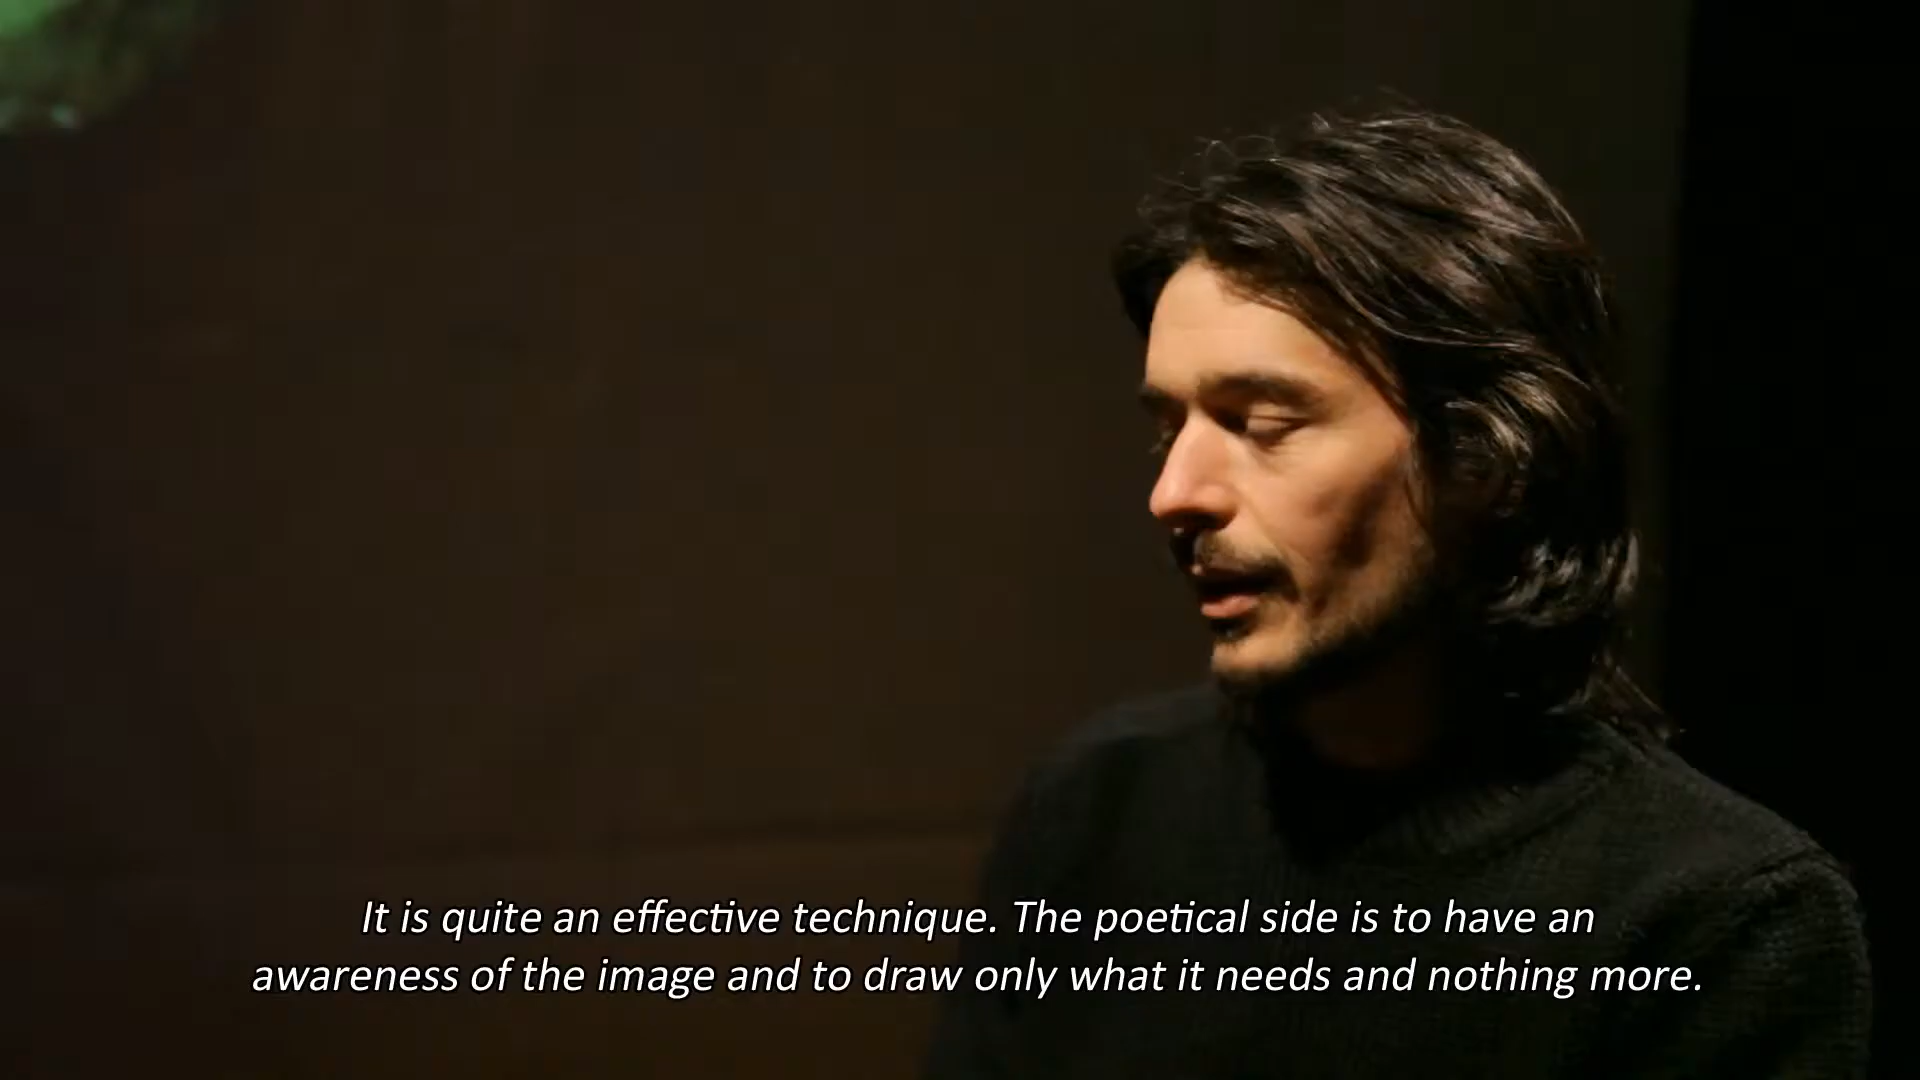 It is quite an effective technique. The poetical side is to have an
awareness of the image and to draw only what it needs and nothing more.